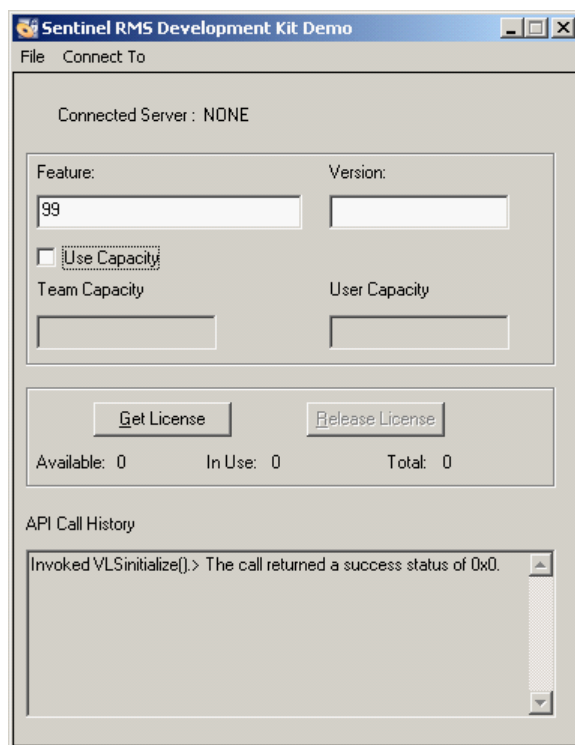 Sentinel RMS Development Kit Demo
File Connect To
Connected Server : NONE
Feature: Version:
99
Use Capacity
Team Capacity User Capacity
Get License Release License
Available: 0 In Use: 0 Total: 0
API Call History
Invoked VLSinitialize().> The call returned a success status of 0x0.